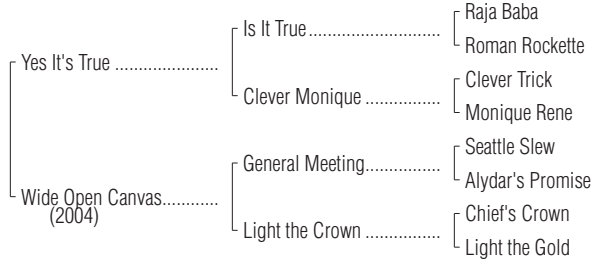 Raja Baba
Is It True
Roman Rockette
Yes It's True
Clever Trick
Clever Monique
Monique Rene
Seattle Slew
General Meeting
Alydar's Promise
Wide Open Canvas
(2004)
Chief's Crown
Light the Crown
Light the Gold